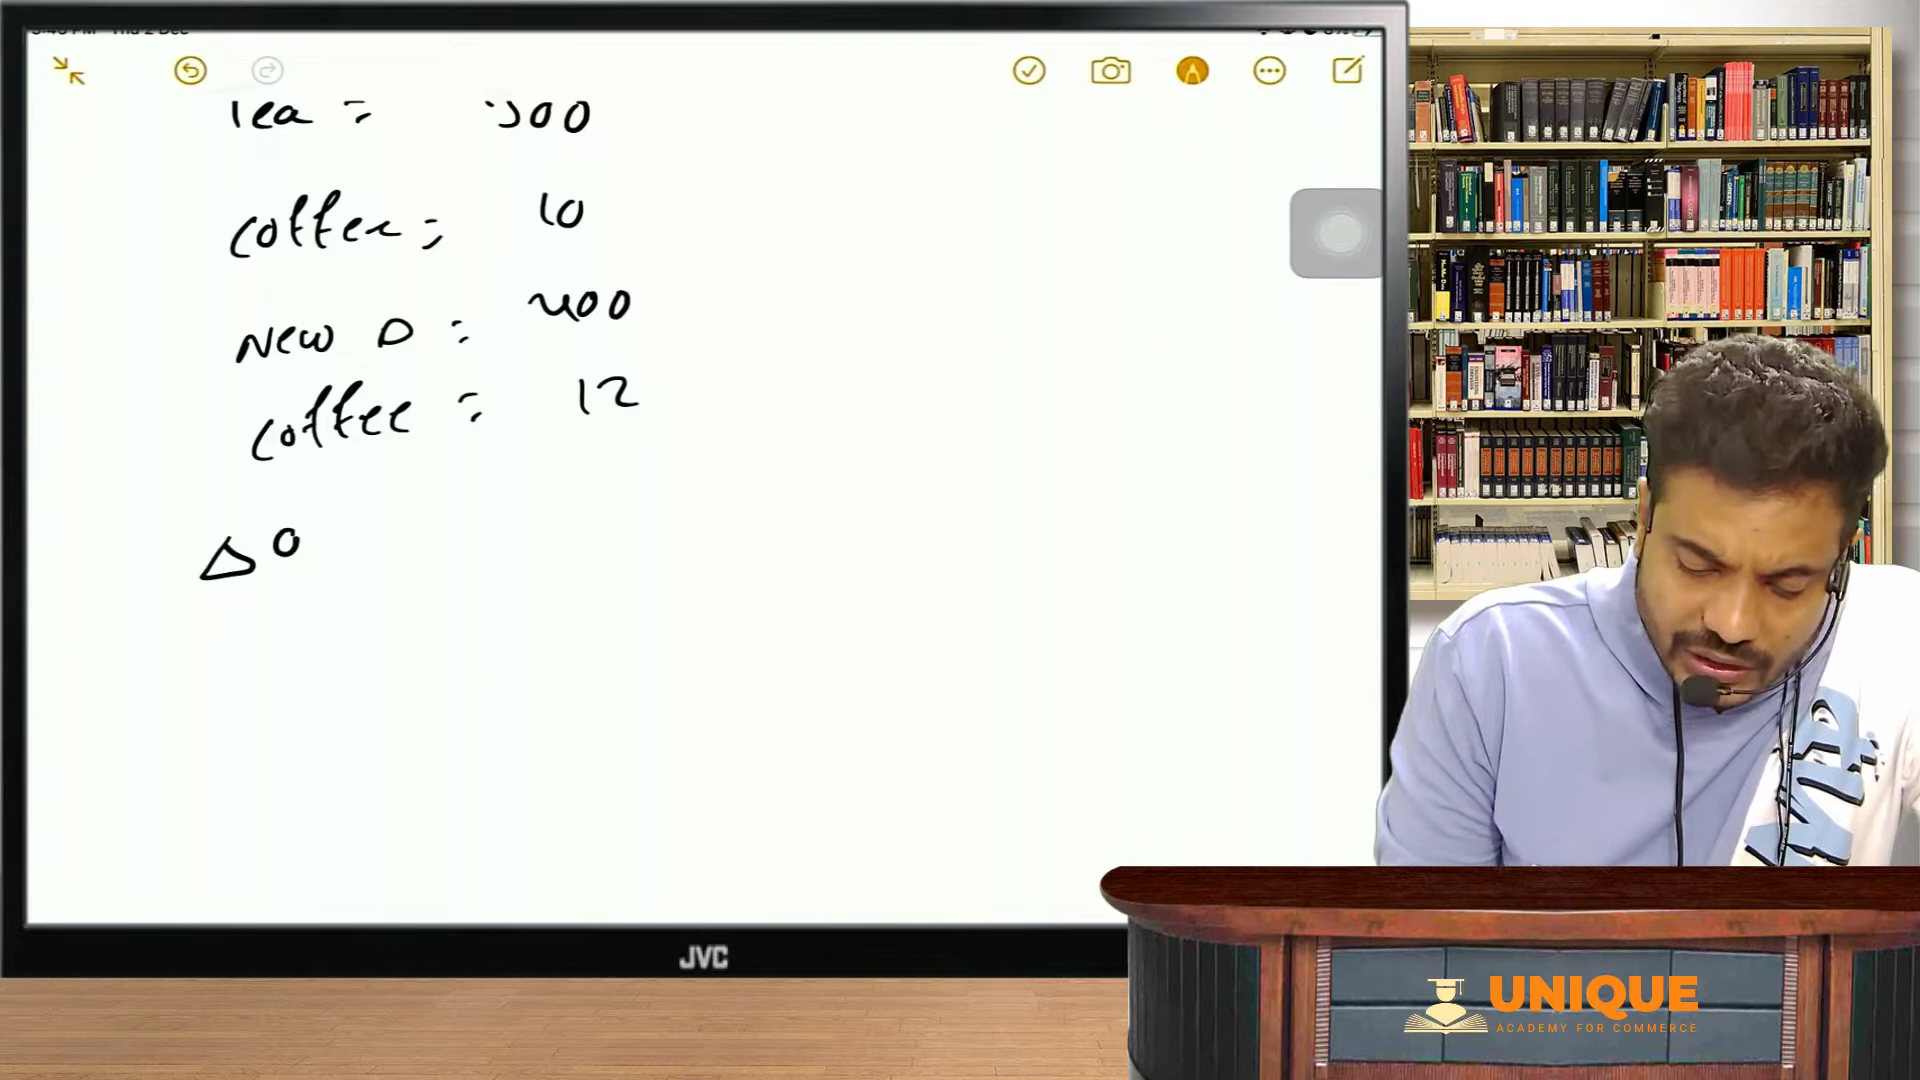 Tea = 300
coffee = 10
New D = 400
coffee = 12
Δ D
JVC
UNIQUE
ACADEMY FOR COMMERCE